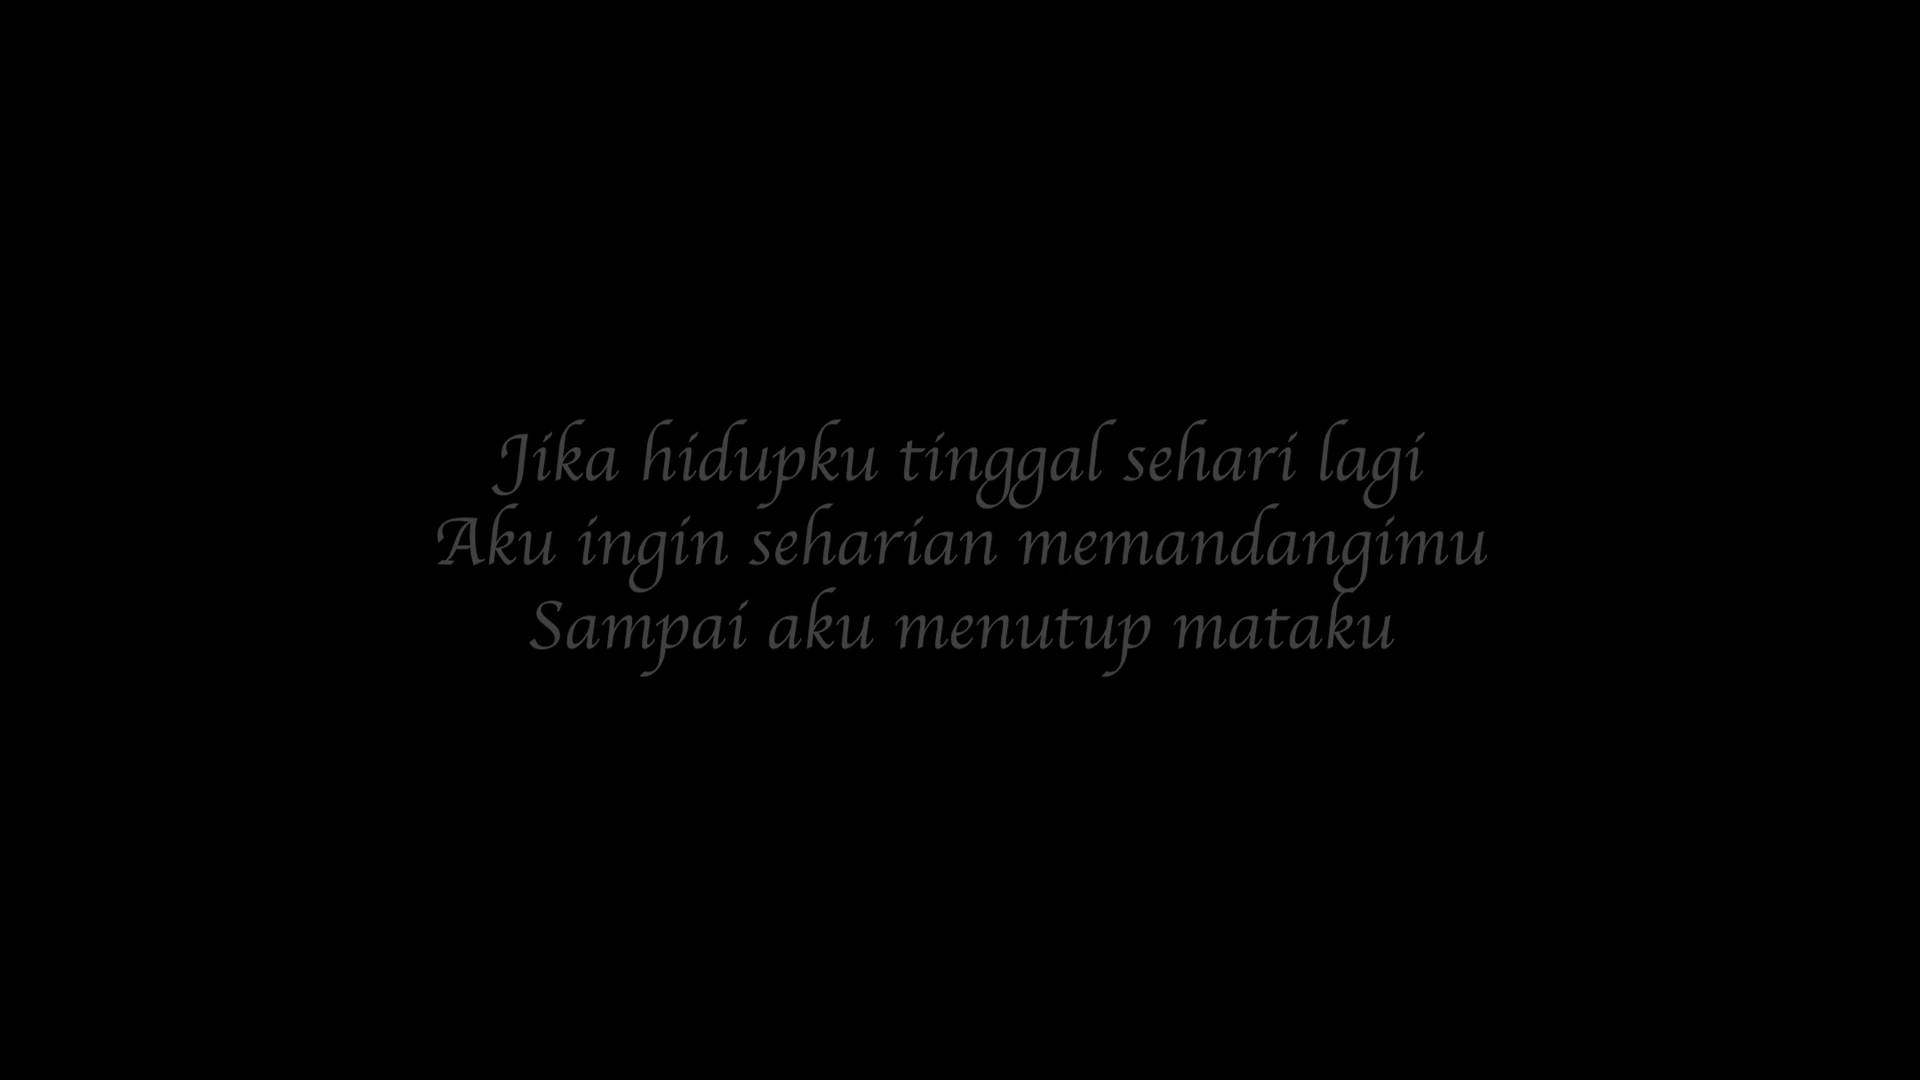 Jika hidupku tinggal sehari lagi
Aku ingin seharian memandangimu
Sampai aku menutup mataku